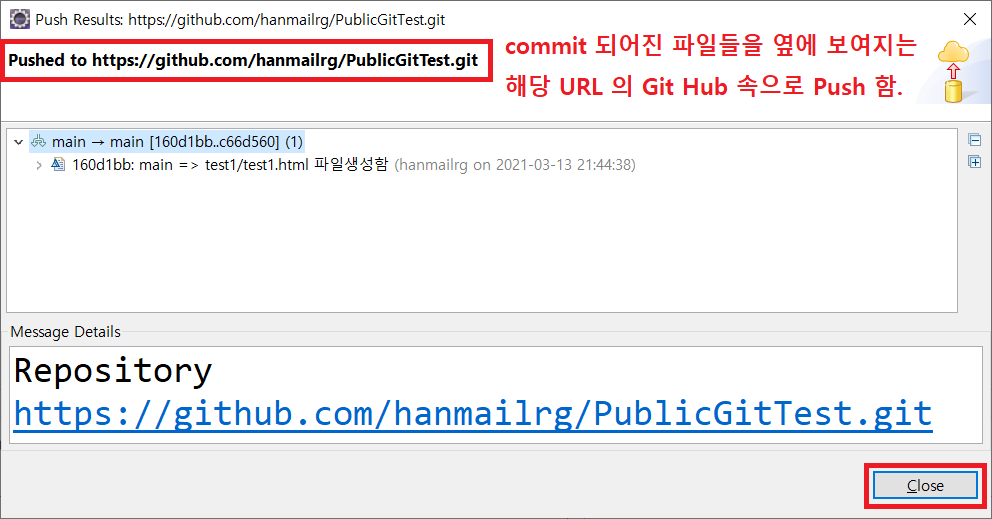 Push Results: https://github.com/hanmailrg/PublicGitTest.git
Pushed to https://github.com/hanmailrg/PublicGitTest.git
commit 되어진 파일들을 옆에 보여지는
해당 URL 의 Git Hub 속으로 Push 함.
main → main [160d1bb..c66d560] (1)
160d1bb: main => test1/test1.html 파일생성함 (hanmailrg on 2021-03-13 21:44:38)
Message Details
Repository
https://github.com/hanmailrg/PublicGitTest.git
Close